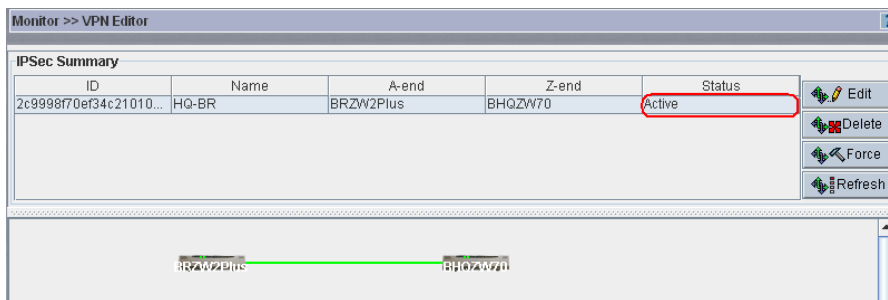 Monitor >> VPN Editor
IPSec Summary
ID Name A-end Z-end Status
2c9998f70ef34c21010... HQ-BR BRZW2Plus BHQZW70 Active
Edit
Delete
Force
Refresh
BRZW2Plus BHQZW70